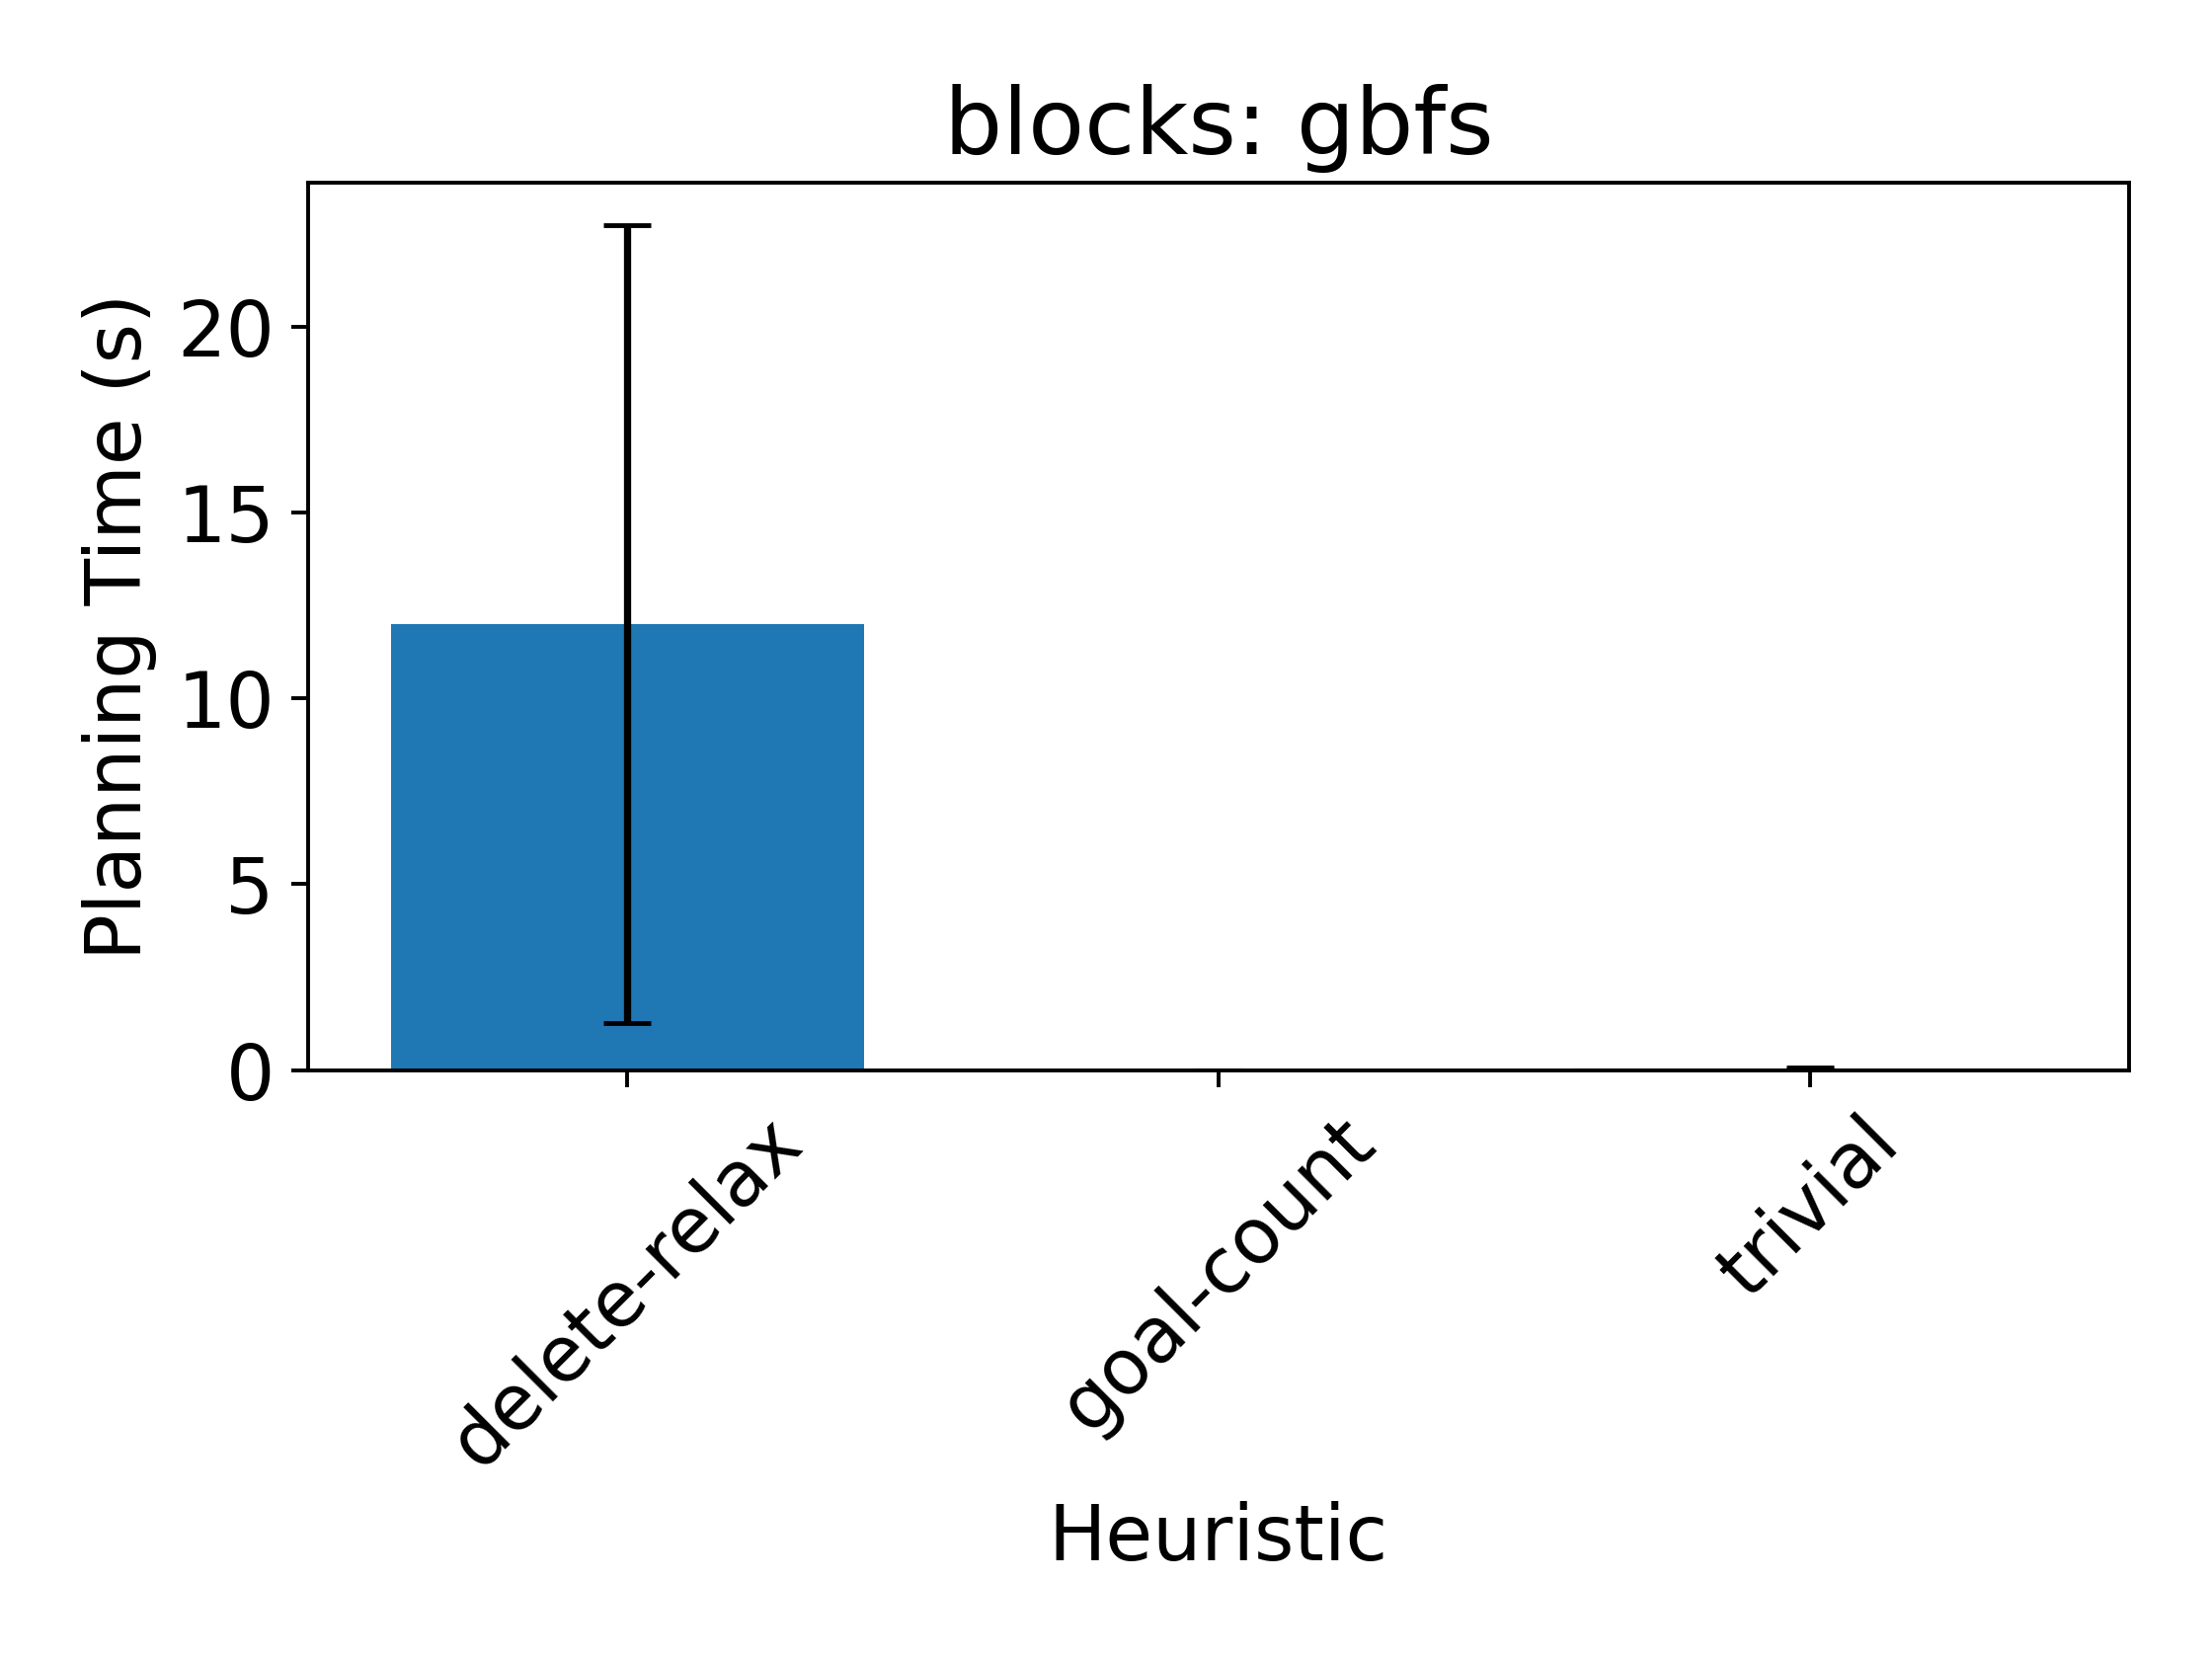 blocks: gbfs
Planning Time (s)
20
15
10
5
0
delete-relax
goal-count
trivial
Heuristic